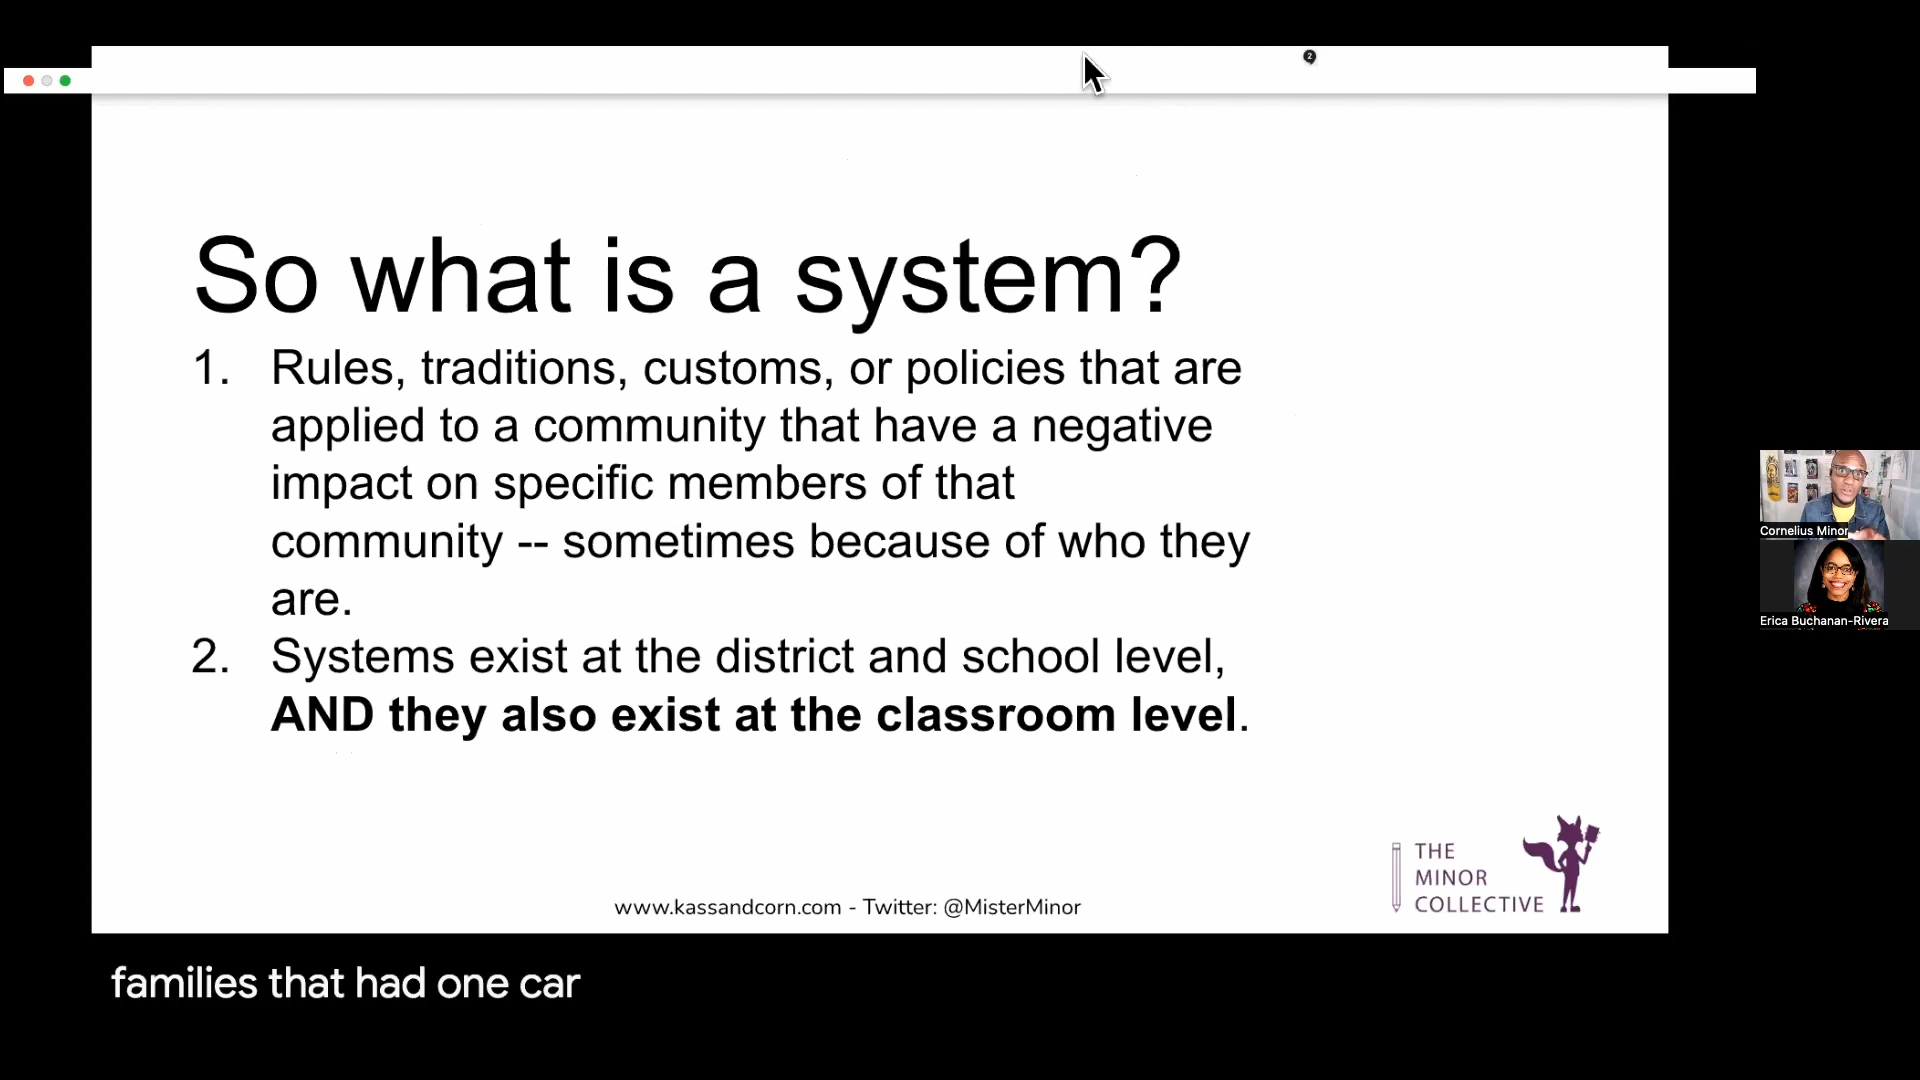 2
So what is a system?
1. Rules, traditions, customs, or policies that are
applied to a community that have a negative
impact on specific members of that
community -- sometimes because of who they
are.
2. Systems exist at the district and school level,
AND they also exist at the classroom level.
Cornelius Minor
Erica Buchanan-Rivera
THE
MINOR
COLLECTIVE
www.kassandcorn.com - Twitter: @MisterMinor
families that had one car